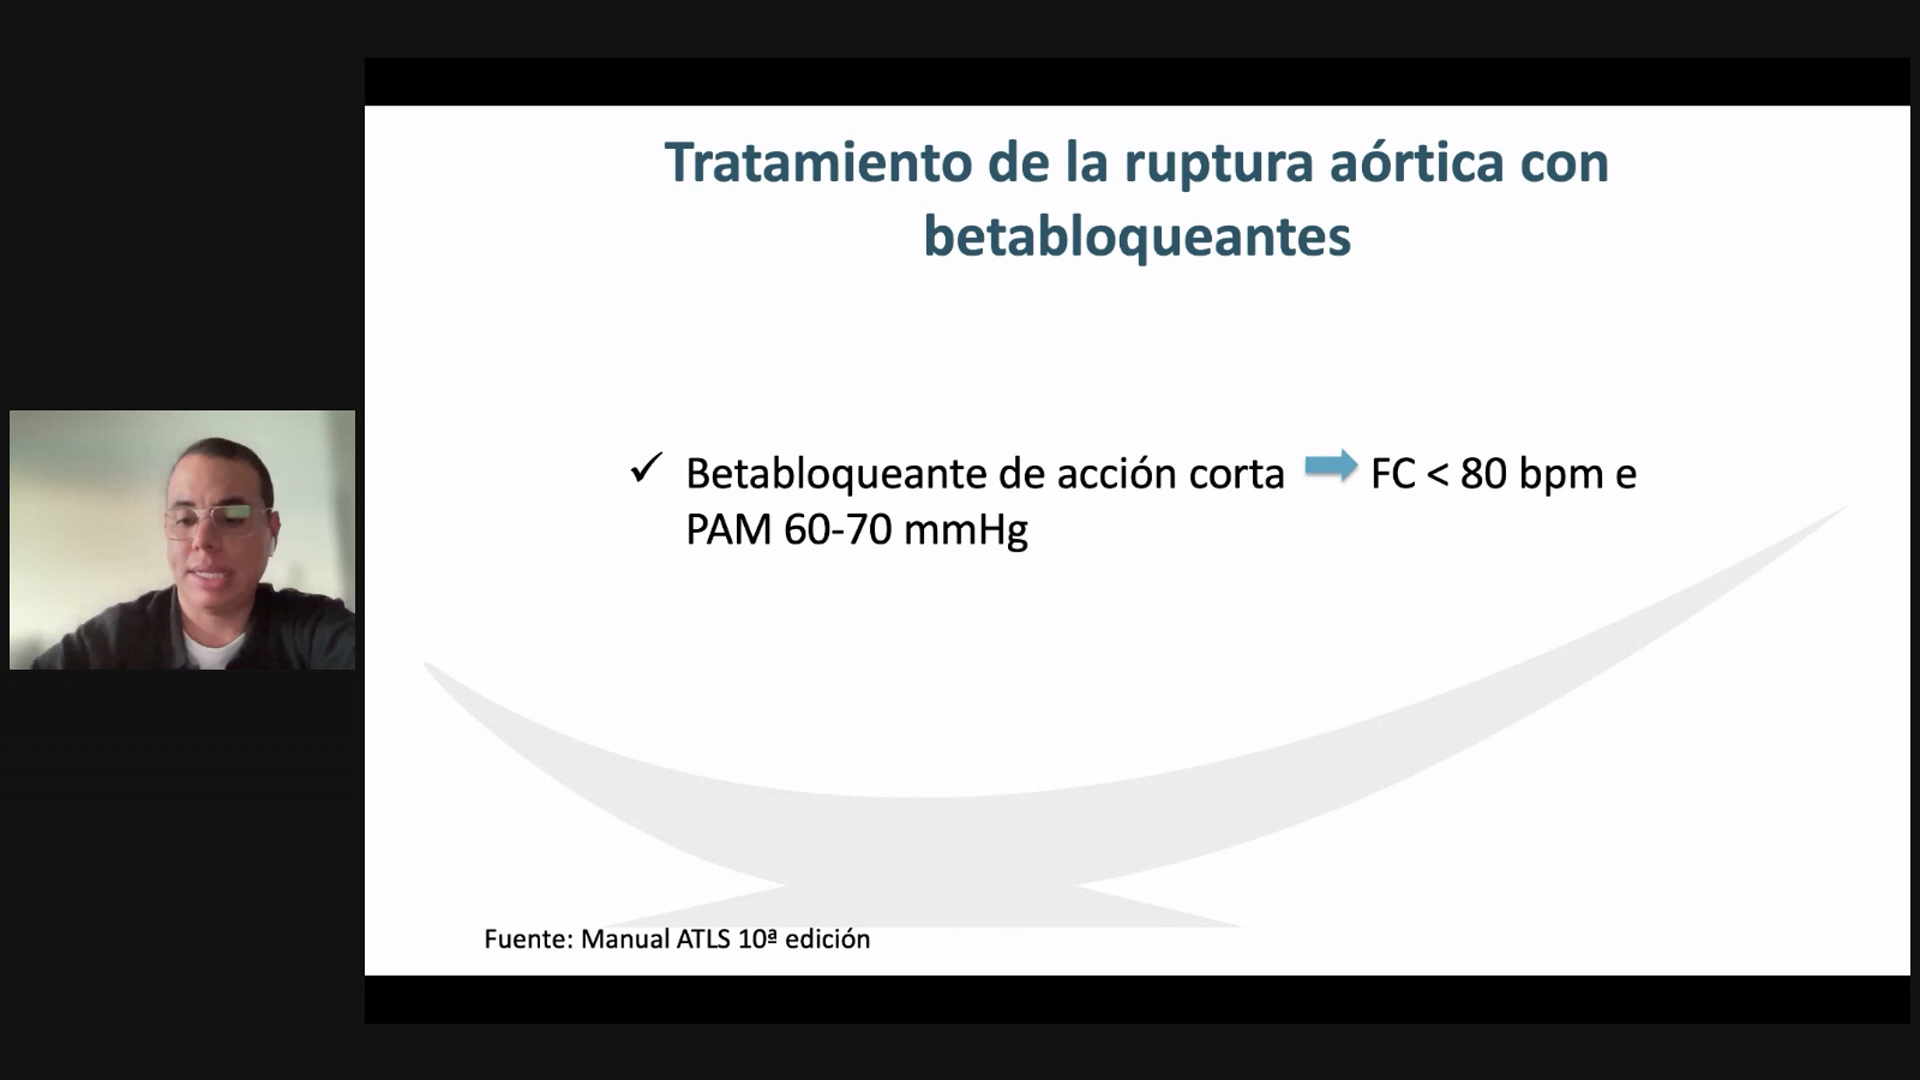 Tratamiento de la ruptura aórtica con
betabloqueantes
✓ Betabloqueante de acción corta ➡ FC < 80 bpm e
PAM 60-70 mmHg
Fuente: Manual ATLS 10ª edición